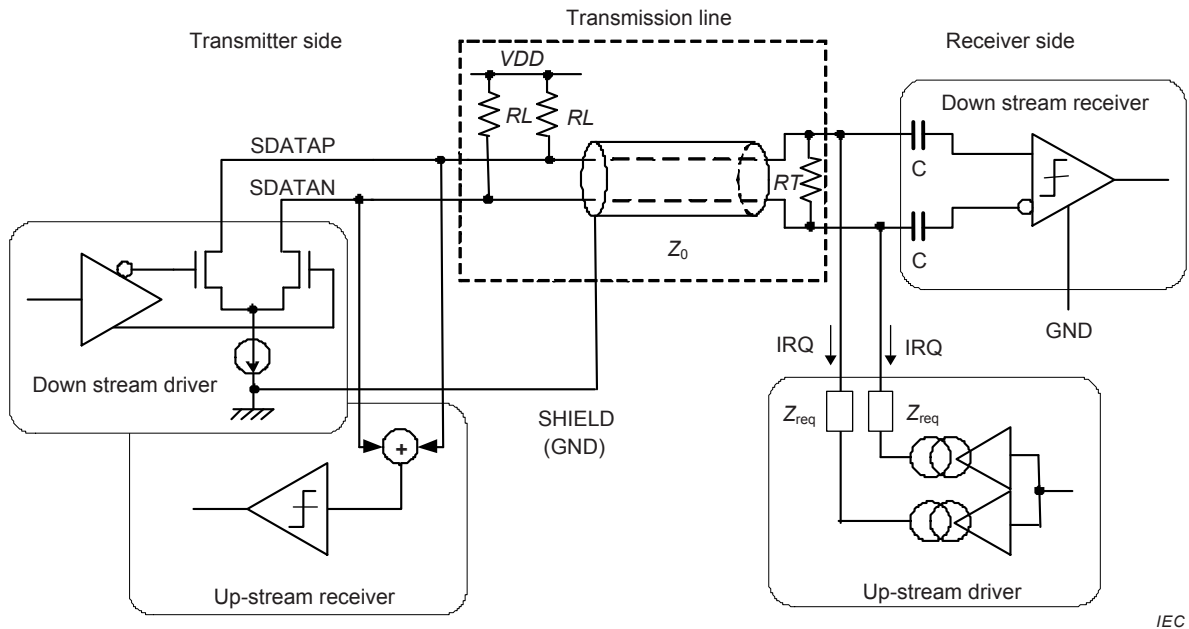 Transmission line
Transmitter side
Receiver side
VDD
RL
RL
Down stream receiver
SDATAP
SDATAN
RT
C
C
Z0
GND
IRQ
IRQ
Down stream driver
SHIELD
(GND)
Zreq
Zreq
+
Up-stream receiver
Up-stream driver
IEC